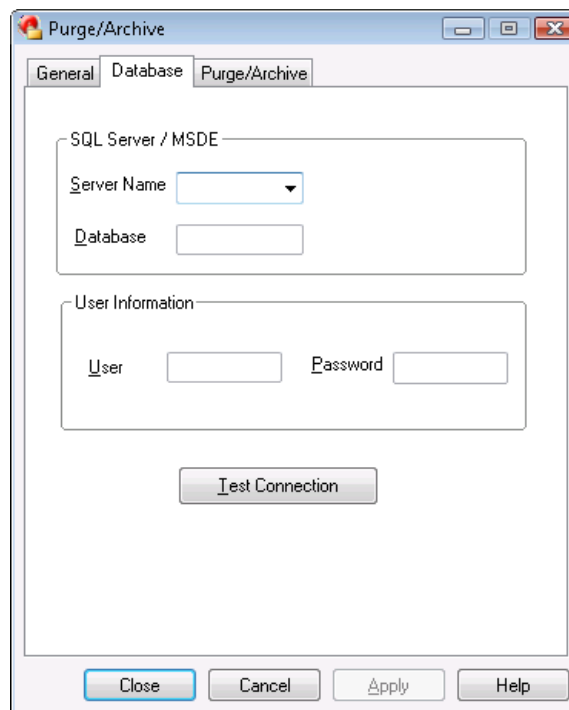 Purge/Archive
General Database Purge/Archive
SQL Server / MSDE
Server Name
Database
User Information
User Password
Test Connection
Close Cancel Apply Help